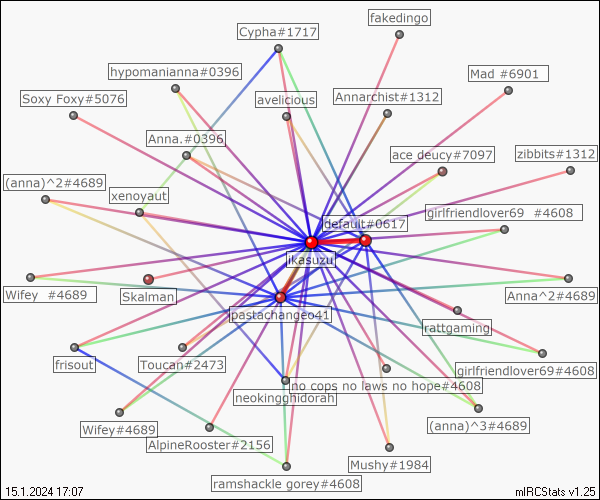 fakedingo
Cypha#1717
hypomanianna#0396
Mad #6901
Soxy Foxy#5076
avelicious
Annarchist#1312
Anna.#0396
ace deucy#7097
zibbits#1312
(anna)^2#4689
xenoyaut
girlfriendlover69 #4608
default#0617
ikasuzu
Wifey #4689
Skalman
Anna^2#4689
pastachangeo41
rattgaming
frisout
Toucan#2473
girlfriendlover69#4608
no cops no laws no hope#4608
neokingghidorah
Wifey#4689
(anna)^3#4689
AlpineRooster#2156
Mushy#1984
ramshackle gorey#4608
15.1.2024 17:07
mIRCStats v1.25